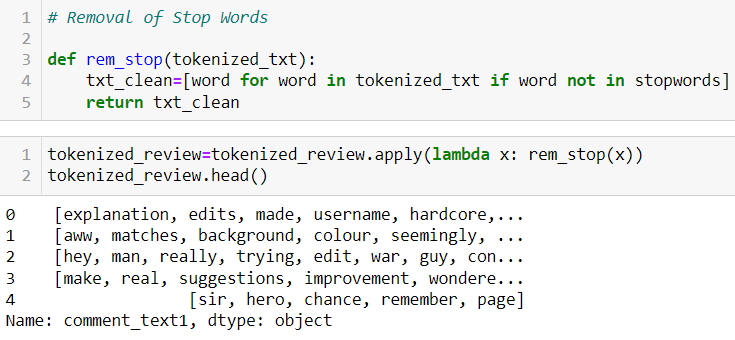 1 # Removal of Stop Words
2
3 def rem_stop(tokenized_txt):
4     txt_clean=[word for word in tokenized_txt if word not in stopwords]
5     return txt_clean
1 tokenized_review=tokenized_review.apply(lambda x: rem_stop(x))
2 tokenized_review.head()
0    [explanation, edits, made, username, hardcore,...
1    [aww, matches, background, colour, seemingly, ...
2    [hey, man, really, trying, edit, war, guy, con...
3    [make, real, suggestions, improvement, wondere...
4                 [sir, hero, chance, remember, page]
Name: comment_text1, dtype: object